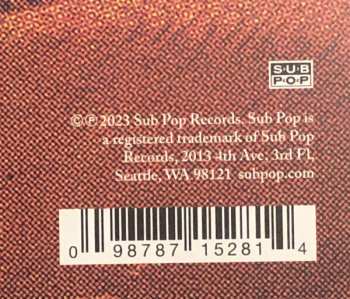 SUB
POP
©℗ 2023 Sub Pop Records. Sub Pop is
a registered trademark of Sub Pop
Records, 2013 4th Ave, 3rd Fl,
Seattle, WA 98121 subpop.com
0 98787 15281 4